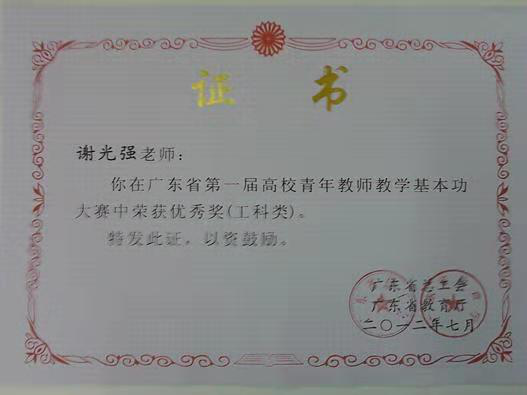 证 书
谢光强老师：
你在广东省第一届高校青年教师教学基本功
大赛中荣获优秀奖(工科类)。
特发此证，以资鼓励。
广东省总工会
广东省教育厅
二〇一二年七月